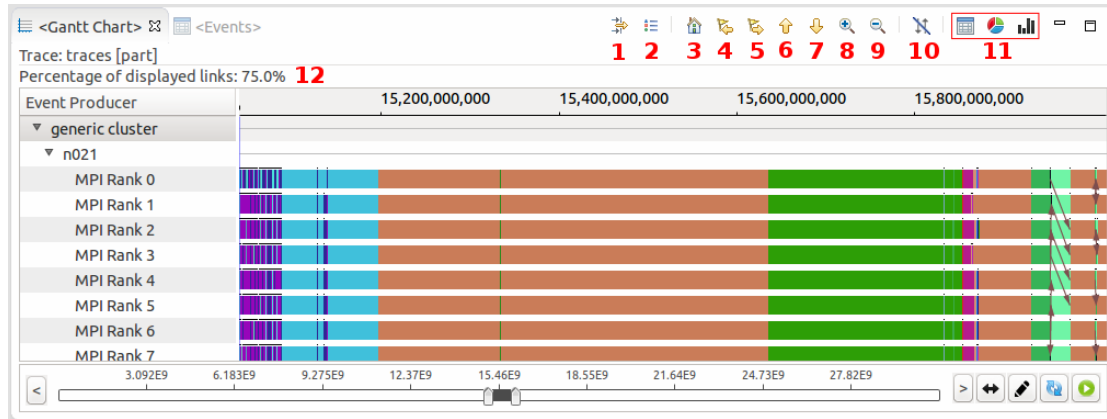 <Gantt Chart> <Events>
1 2 3 4 5 6 7 8 9 10 11
Trace: traces [part]
Percentage of displayed links: 75.0% 12
Event Producer 15,200,000,000 15,400,000,000 15,600,000,000 15,800,000,000
generic cluster
n021
MPI Rank 0
MPI Rank 1
MPI Rank 2
MPI Rank 3
MPI Rank 4
MPI Rank 5
MPI Rank 6
MPI Rank 7
3.092E9 6.183E9 9.275E9 12.37E9 15.46E9 18.55E9 21.64E9 24.73E9 27.82E9
< >